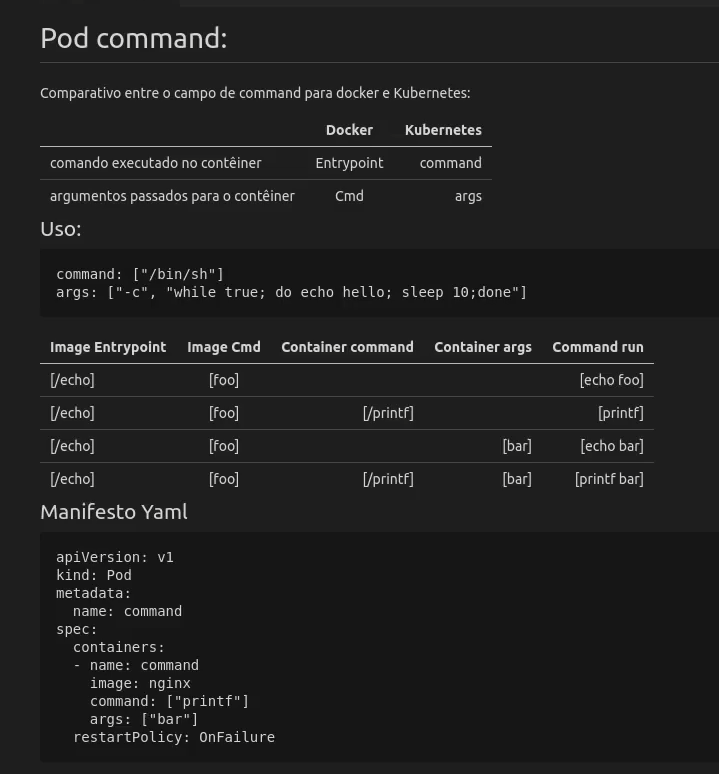 Pod command:
Comparativo entre o campo de command para docker e Kubernetes:
Docker Kubernetes
comando executado no contêiner Entrypoint command
argumentos passados para o contêiner Cmd args
Uso:
command: ["/bin/sh"]
args: ["-c", "while true; do echo hello; sleep 10;done"]
Image Entrypoint Image Cmd Container command Container args Command run
[/echo] [foo] [echo foo]
[/echo] [foo] [/printf] [printf]
[/echo] [foo] [bar] [echo bar]
[/echo] [foo] [/printf] [bar] [printf bar]
Manifesto Yaml
apiVersion: v1
kind: Pod
metadata:
  name: command
spec:
  containers:
  - name: command
    image: nginx
    command: ["printf"]
    args: ["bar"]
  restartPolicy: OnFailure